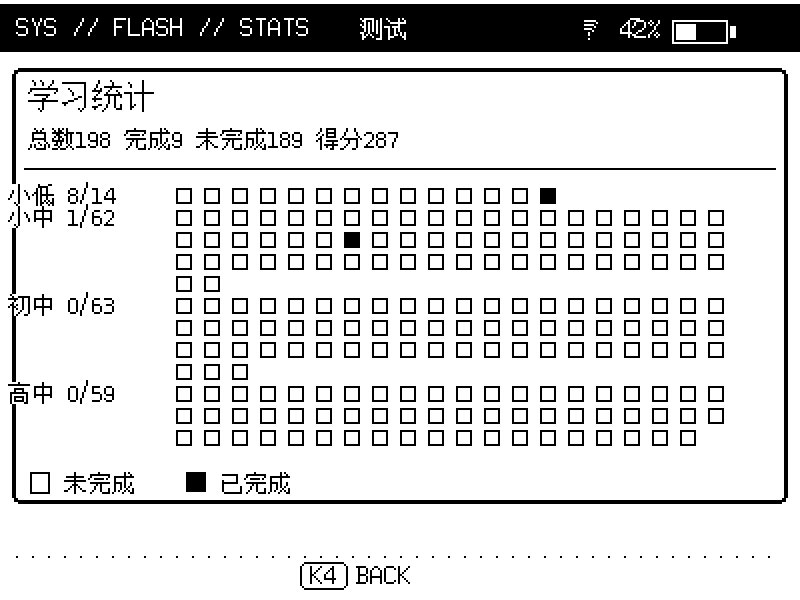 SYS // FLASH // STATS 测试 42%
学习统计
总数198 完成9 未完成189 得分287
小低 8/14
小中 1/62
初中 0/63
高中 0/59
未完成 已完成
K4 BACK